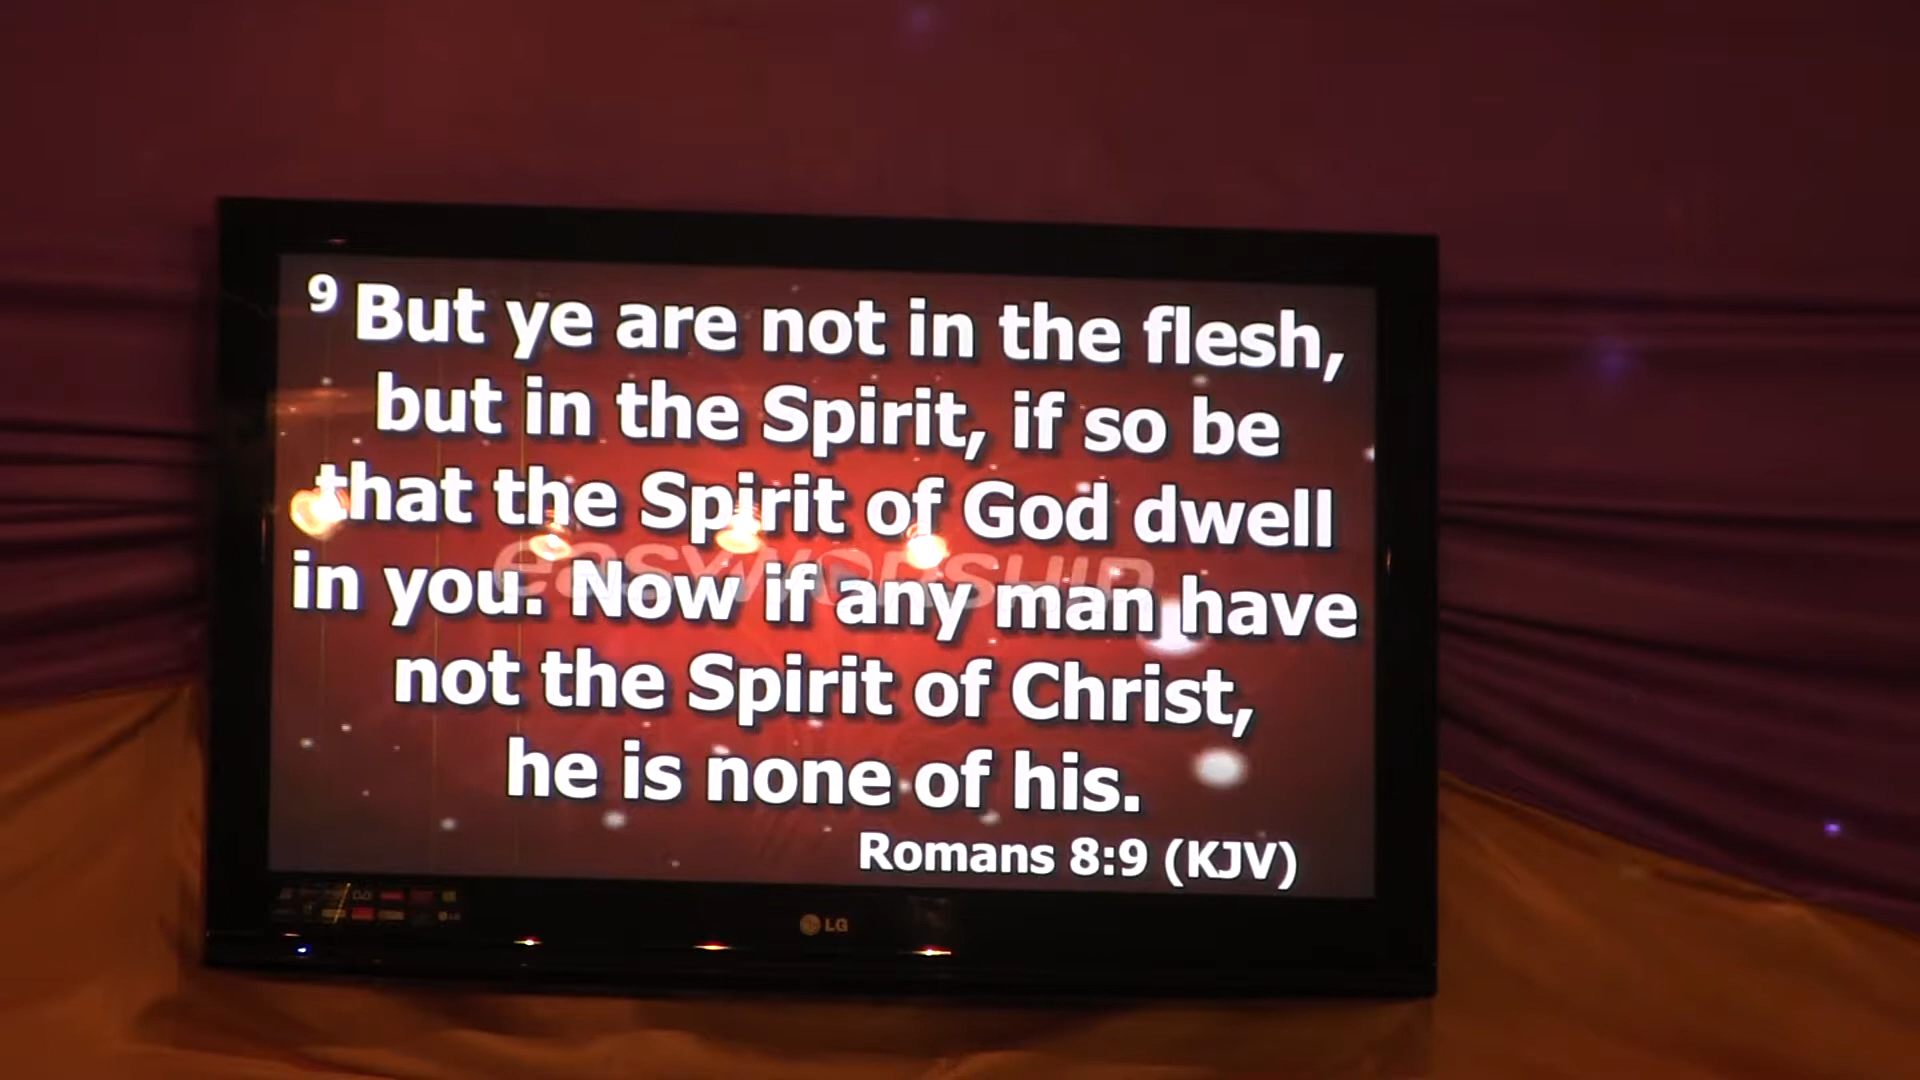 9 But ye are not in the flesh,
but in the Spirit, if so be
that the Spirit of God dwell
in you. Now if any man have
not the Spirit of Christ,
he is none of his.
Romans 8:9 (KJV)
easyworship
LG